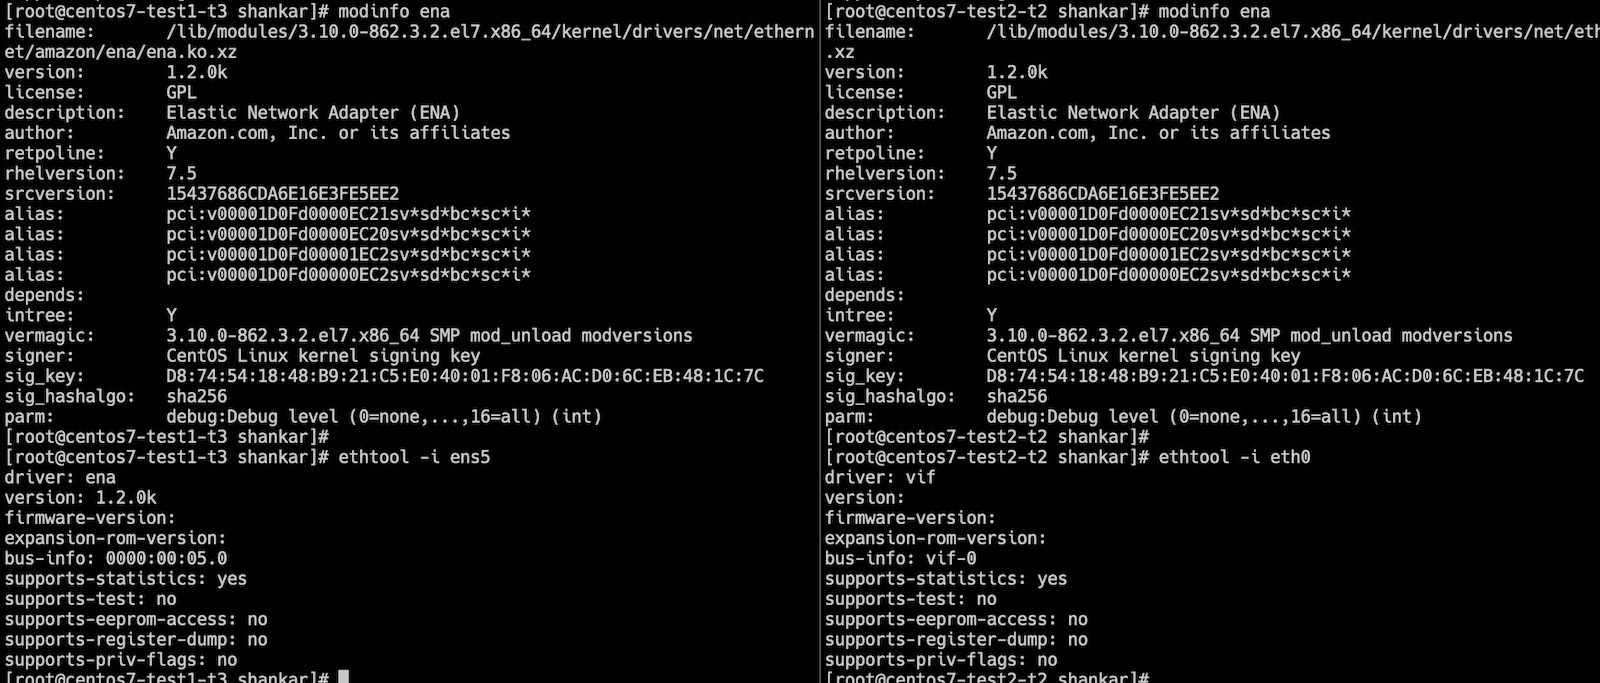 [root@centos7-test1-t3 shankar]# modinfo ena
filename:       /lib/modules/3.10.0-862.3.2.el7.x86_64/kernel/drivers/net/ethern
et/amazon/ena/ena.ko.xz
version:        1.2.0k
license:        GPL
description:    Elastic Network Adapter (ENA)
author:         Amazon.com, Inc. or its affiliates
retpoline:      Y
rhelversion:    7.5
srcversion:     15437686CDA6E16E3FE5EE2
alias:          pci:v00001D0Fd0000EC21sv*sd*bc*sc*i*
alias:          pci:v00001D0Fd0000EC20sv*sd*bc*sc*i*
alias:          pci:v00001D0Fd00001EC2sv*sd*bc*sc*i*
alias:          pci:v00001D0Fd00000EC2sv*sd*bc*sc*i*
depends:
intree:         Y
vermagic:       3.10.0-862.3.2.el7.x86_64 SMP mod_unload modversions
signer:         CentOS Linux kernel signing key
sig_key:        D8:74:54:18:48:B9:21:C5:E0:40:01:F8:06:AC:D0:6C:EB:48:1C:7C
sig_hashalgo:   sha256
parm:           debug:Debug level (0=none,...,16=all) (int)
[root@centos7-test1-t3 shankar]#
[root@centos7-test1-t3 shankar]# ethtool -i ens5
driver: ena
version: 1.2.0k
firmware-version:
expansion-rom-version:
bus-info: 0000:00:05.0
supports-statistics: yes
supports-test: no
supports-eeprom-access: no
supports-register-dump: no
supports-priv-flags: no
[root@centos7-test1-t3 shankar]#
[root@centos7-test2-t2 shankar]# modinfo ena
filename:       /lib/modules/3.10.0-862.3.2.el7.x86_64/kernel/drivers/net/eth
.xz
version:        1.2.0k
license:        GPL
description:    Elastic Network Adapter (ENA)
author:         Amazon.com, Inc. or its affiliates
retpoline:      Y
rhelversion:    7.5
srcversion:     15437686CDA6E16E3FE5EE2
alias:          pci:v00001D0Fd0000EC21sv*sd*bc*sc*i*
alias:          pci:v00001D0Fd0000EC20sv*sd*bc*sc*i*
alias:          pci:v00001D0Fd00001EC2sv*sd*bc*sc*i*
alias:          pci:v00001D0Fd00000EC2sv*sd*bc*sc*i*
depends:
intree:         Y
vermagic:       3.10.0-862.3.2.el7.x86_64 SMP mod_unload modversions
signer:         CentOS Linux kernel signing key
sig_key:        D8:74:54:18:48:B9:21:C5:E0:40:01:F8:06:AC:D0:6C:EB:48:1C:7C
sig_hashalgo:   sha256
parm:           debug:Debug level (0=none,...,16=all) (int)
[root@centos7-test2-t2 shankar]#
[root@centos7-test2-t2 shankar]# ethtool -i eth0
driver: vif
version:
firmware-version:
expansion-rom-version:
bus-info: vif-0
supports-statistics: yes
supports-test: no
supports-eeprom-access: no
supports-register-dump: no
supports-priv-flags: no
[root@centos7-test2-t2 shankar]#